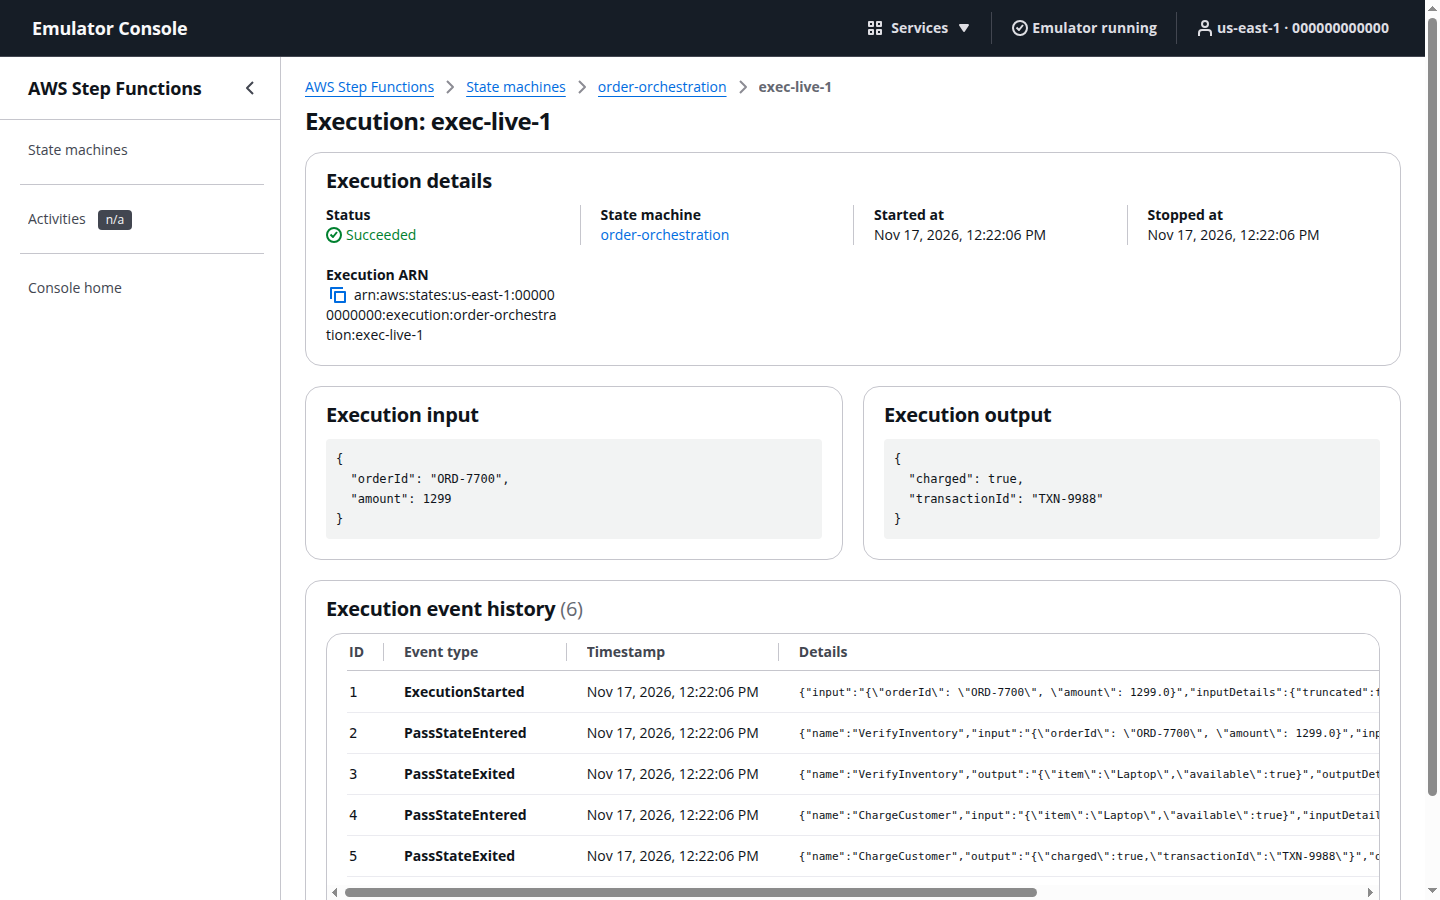 Emulator Console
Services
Emulator running
us-east-1 · 000000000000
AWS Step Functions
State machines
Activities n/a
Console home
AWS Step Functions > State machines > order-orchestration > exec-live-1
Execution: exec-live-1
Execution details
Status
Succeeded
State machine
order-orchestration
Started at
Nov 17, 2026, 12:22:06 PM
Stopped at
Nov 17, 2026, 12:22:06 PM
Execution ARN
arn:aws:states:us-east-1:00000
0000000:execution:order-orchestra
tion:exec-live-1
Execution input
{
"orderId": "ORD-7700",
"amount": 1299
}
Execution output
{
"charged": true,
"transactionId": "TXN-9988"
}
Execution event history (6)
ID Event type Timestamp Details
1 ExecutionStarted Nov 17, 2026, 12:22:06 PM {"input":"{\"orderId\": \"ORD-7700\", \"amount\": 1299.0}","inputDetails":{"truncated":f
2 PassStateEntered Nov 17, 2026, 12:22:06 PM {"name":"VerifyInventory","input":"{\"orderId\": \"ORD-7700\", \"amount\": 1299.0}","inp
3 PassStateExited Nov 17, 2026, 12:22:06 PM {"name":"VerifyInventory","output":"{\"item\":\"Laptop\",\"available\":true}","outputDet
4 PassStateEntered Nov 17, 2026, 12:22:06 PM {"name":"ChargeCustomer","input":"{\"item\":\"Laptop\",\"available\":true}","inputDetail
5 PassStateExited Nov 17, 2026, 12:22:06 PM {"name":"ChargeCustomer","output":"{\"charged\":true,\"transactionId\":\"TXN-9988\"}","o